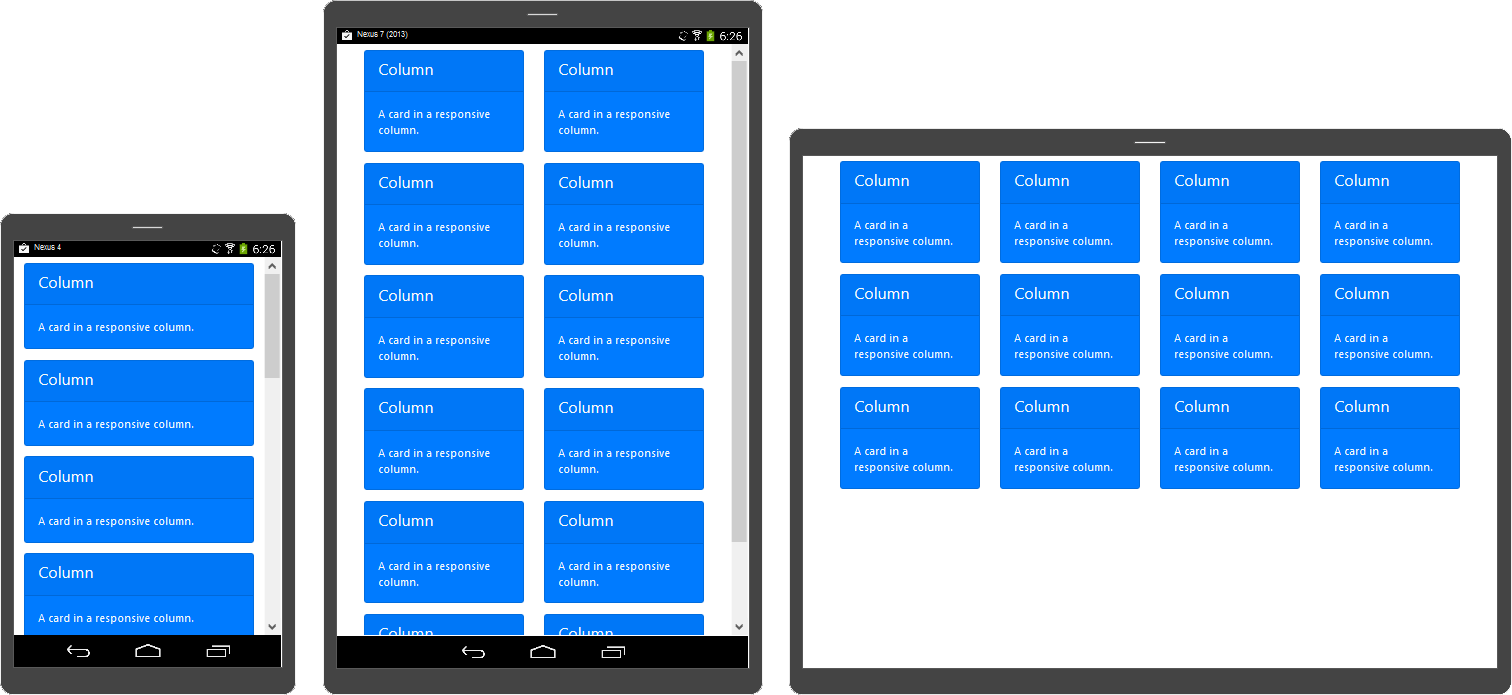 Nexus 4 6:26
Column
A card in a responsive column.
Column
A card in a responsive column.
Column
A card in a responsive column.
Column
A card in a responsive column.
Nexus 7 (2013) 6:26
Column Column
A card in a responsive A card in a responsive
column. column.
Column Column
A card in a responsive A card in a responsive
column. column.
Column Column
A card in a responsive A card in a responsive
column. column.
Column Column
A card in a responsive A card in a responsive
column. column.
Column Column
A card in a responsive A card in a responsive
column. column.
Column Column
Column Column Column Column
A card in a A card in a A card in a A card in a
responsive column. responsive column. responsive column. responsive column.
Column Column Column Column
A card in a A card in a A card in a A card in a
responsive column. responsive column. responsive column. responsive column.
Column Column Column Column
A card in a A card in a A card in a A card in a
responsive column. responsive column. responsive column. responsive column.